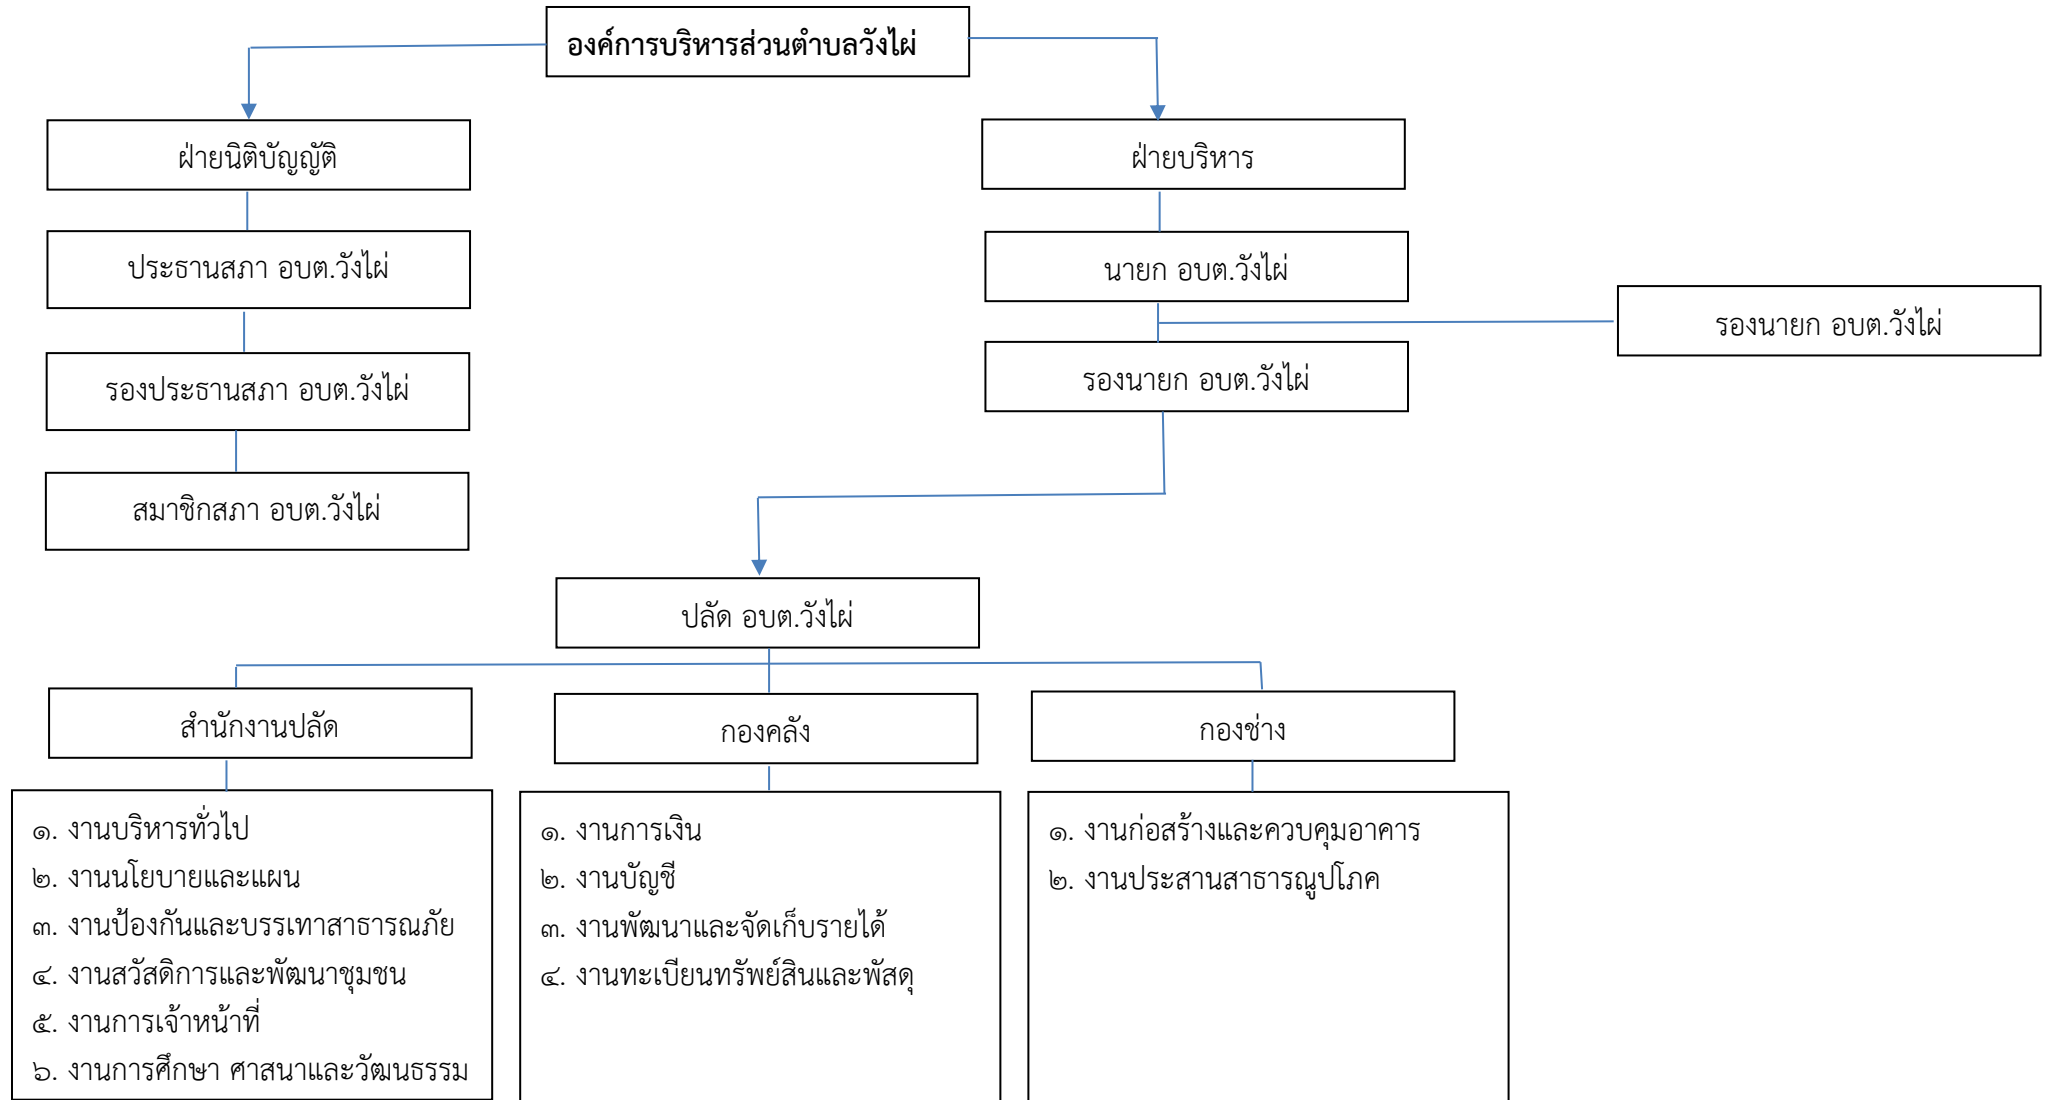 องค์การบริหารส่วนตำบลวังไผ่
ฝ่ายนิติบัญญัติ
ฝ่ายบริหาร
ประธานสภา อบต.วังไผ่
นายก อบต.วังไผ่
รองนายก อบต.วังไผ่
รองประธานสภา อบต.วังไผ่
รองนายก อบต.วังไผ่
สมาชิกสภา อบต.วังไผ่
ปลัด อบต.วังไผ่
สำนักงานปลัด
กองคลัง
กองช่าง
๑. งานบริหารทั่วไป
๒. งานนโยบายและแผน
๓. งานป้องกันและบรรเทาสาธารณภัย
๔. งานสวัสดิการและพัฒนาชุมชน
๕. งานการเจ้าหน้าที่
๖. งานการศึกษา ศาสนาและวัฒนธรรม
๑. งานการเงิน
๒. งานบัญชี
๓. งานพัฒนาและจัดเก็บรายได้
๔. งานทะเบียนทรัพย์สินและพัสดุ
๑. งานก่อสร้างและควบคุมอาคาร
๒. งานประสานสาธารณูปโภค